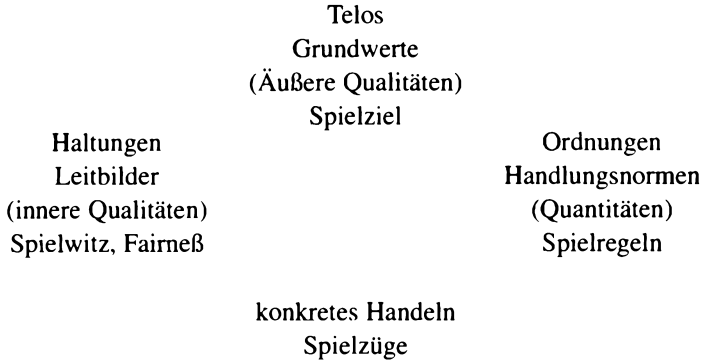 Telos
Grundwerte
(Äußere Qualitäten)
Spielziel
Haltungen
Leitbilder
(innere Qualitäten)
Spielwitz, Fairneß
Ordnungen
Handlungsnormen
(Quantitäten)
Spielregeln
konkretes Handeln
Spielzüge